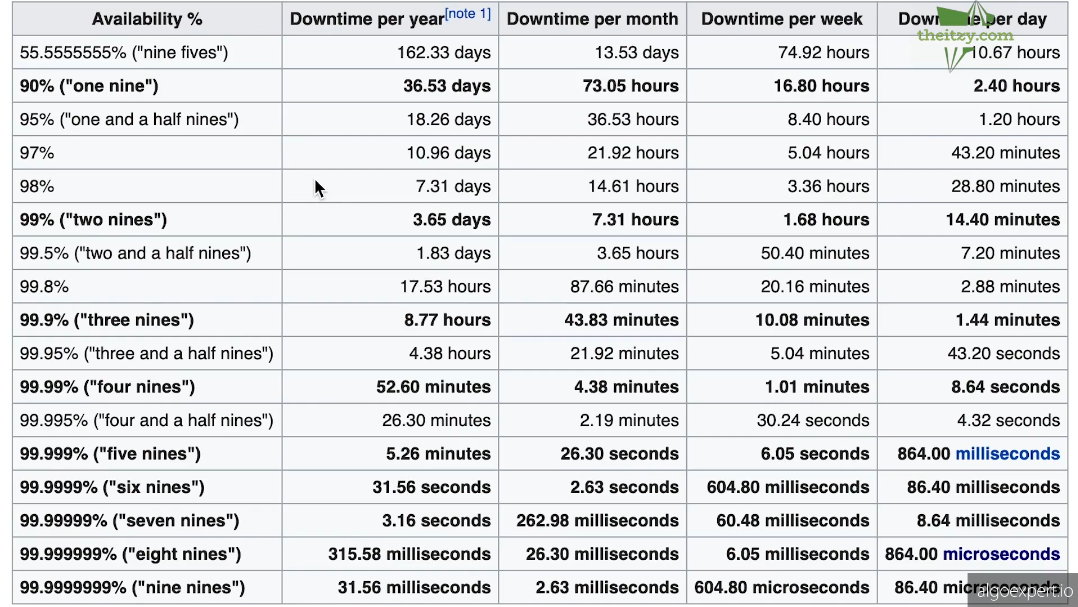 Availability % Downtime per year[note 1] Downtime per month Downtime per week Downtime per day
theitzy.com
55.5555555% ("nine fives") 162.33 days 13.53 days 74.92 hours 10.67 hours
90% ("one nine") 36.53 days 73.05 hours 16.80 hours 2.40 hours
95% ("one and a half nines") 18.26 days 36.53 hours 8.40 hours 1.20 hours
97% 10.96 days 21.92 hours 5.04 hours 43.20 minutes
98% 7.31 days 14.61 hours 3.36 hours 28.80 minutes
99% ("two nines") 3.65 days 7.31 hours 1.68 hours 14.40 minutes
99.5% ("two and a half nines") 1.83 days 3.65 hours 50.40 minutes 7.20 minutes
99.8% 17.53 hours 87.66 minutes 20.16 minutes 2.88 minutes
99.9% ("three nines") 8.77 hours 43.83 minutes 10.08 minutes 1.44 minutes
99.95% ("three and a half nines") 4.38 hours 21.92 minutes 5.04 minutes 43.20 seconds
99.99% ("four nines") 52.60 minutes 4.38 minutes 1.01 minutes 8.64 seconds
99.995% ("four and a half nines") 26.30 minutes 2.19 minutes 30.24 seconds 4.32 seconds
99.999% ("five nines") 5.26 minutes 26.30 seconds 6.05 seconds 864.00 milliseconds
99.9999% ("six nines") 31.56 seconds 2.63 seconds 604.80 milliseconds 86.40 milliseconds
99.99999% ("seven nines") 3.16 seconds 262.98 milliseconds 60.48 milliseconds 8.64 milliseconds
99.999999% ("eight nines") 315.58 milliseconds 26.30 milliseconds 6.05 milliseconds 864.00 microseconds
99.9999999% ("nine nines") 31.56 milliseconds 2.63 milliseconds 604.80 microseconds 86.40 microseconds
algoexpert.io